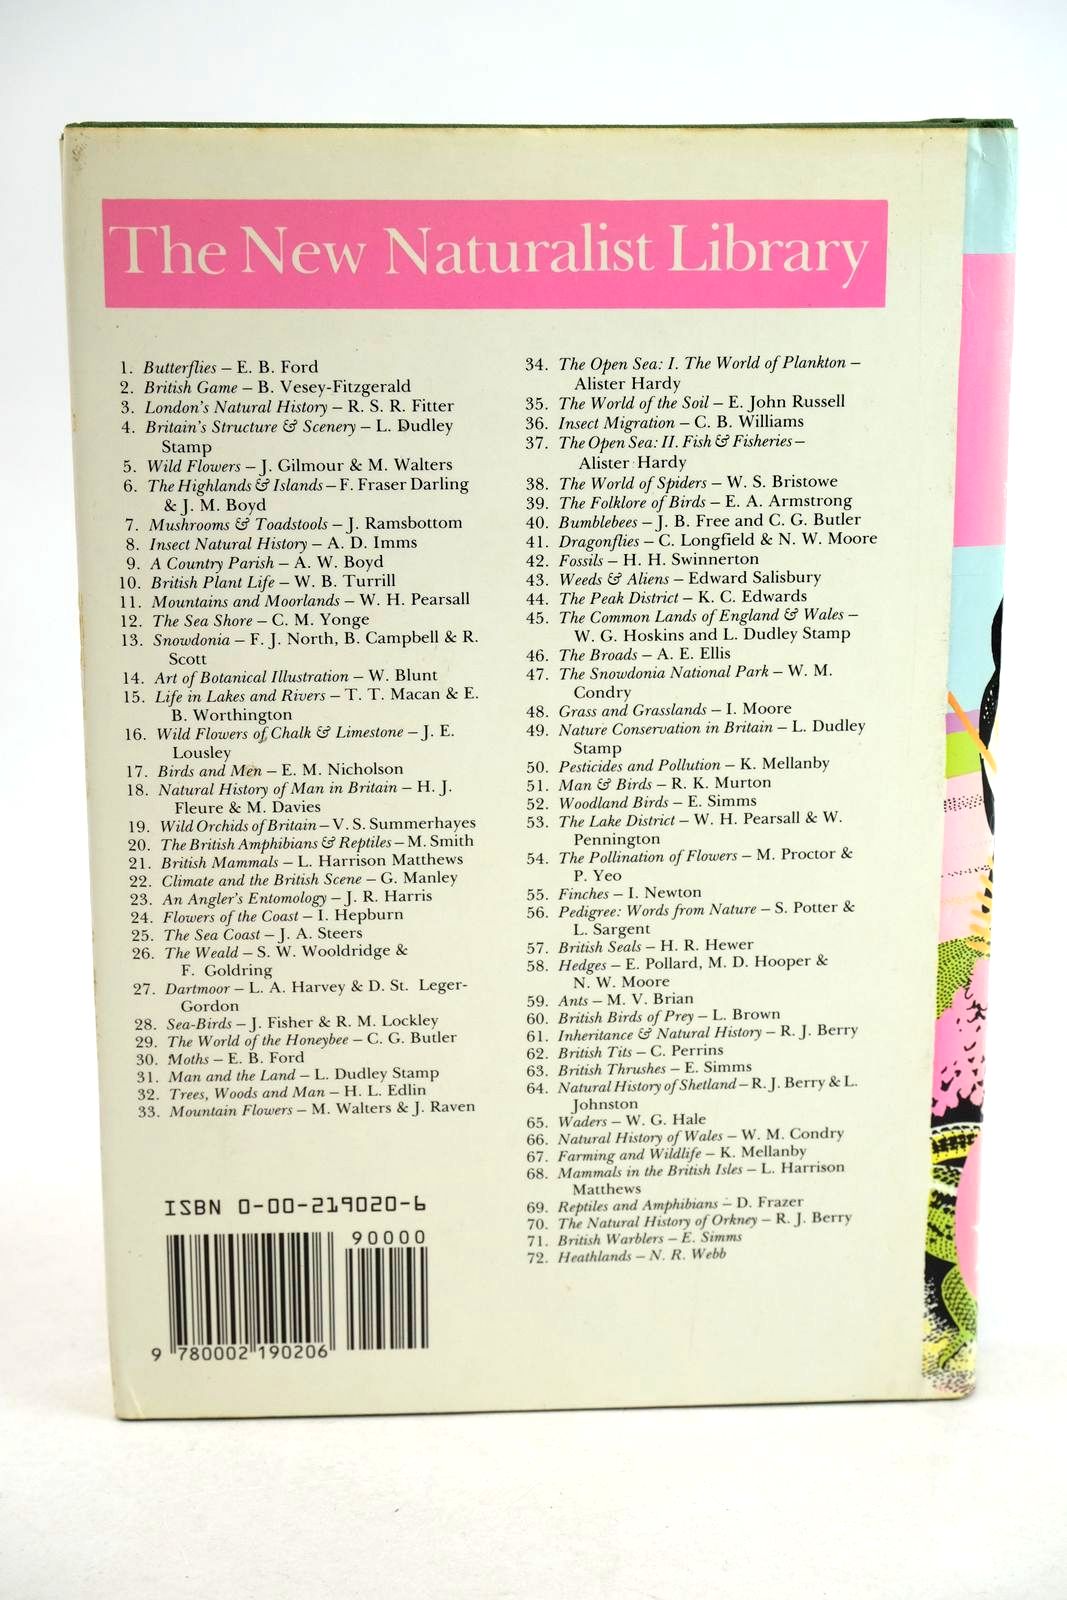 The New Naturalist Library
1. Butterflies – E. B. Ford
2. British Game – B. Vesey-Fitzgerald
3. London's Natural History – R. S. R. Fitter
4. Britain's Structure & Scenery – L. Dudley
Stamp
5. Wild Flowers – J. Gilmour & M. Walters
6. The Highlands & Islands – F. Fraser Darling
& J. M. Boyd
7. Mushrooms & Toadstools – J. Ramsbottom
8. Insect Natural History – A. D. Imms
9. A Country Parish – A. W. Boyd
10. British Plant Life – W. B. Turrill
11. Mountains and Moorlands – W. H. Pearsall
12. The Sea Shore – C. M. Yonge
13. Snowdonia – F. J. North, B. Campbell & R.
Scott
14. Art of Botanical Illustration – W. Blunt
15. Life in Lakes and Rivers – T. T. Macan & E.
B. Worthington
16. Wild Flowers of Chalk & Limestone – J. E.
Lousley
17. Birds and Men – E. M. Nicholson
18. Natural History of Man in Britain – H. J.
Fleure & M. Davies
19. Wild Orchids of Britain – V. S. Summerhayes
20. The British Amphibians & Reptiles – M. Smith
21. British Mammals – L. Harrison Matthews
22. Climate and the British Scene – G. Manley
23. An Angler's Entomology – J. R. Harris
24. Flowers of the Coast – I. Hepburn
25. The Sea Coast – J. A. Steers
26. The Weald – S. W. Wooldridge &
F. Goldring
27. Dartmoor – L. A. Harvey & D. St. Leger-
Gordon
28. Sea-Birds – J. Fisher & R. M. Lockley
29. The World of the Honeybee – C. G. Butler
30. Moths – E. B. Ford
31. Man and the Land – L. Dudley Stamp
32. Trees, Woods and Man – H. L. Edlin
33. Mountain Flowers – M. Walters & J. Raven
34. The Open Sea: I. The World of Plankton –
Alister Hardy
35. The World of the Soil – E. John Russell
36. Insect Migration – C. B. Williams
37. The Open Sea: II. Fish & Fisheries –
Alister Hardy
38. The World of Spiders – W. S. Bristowe
39. The Folklore of Birds – E. A. Armstrong
40. Bumblebees – J. B. Free and C. G. Butler
41. Dragonflies – C. Longfield & N. W. Moore
42. Fossils – H. H. Swinnerton
43. Weeds & Aliens – Edward Salisbury
44. The Peak District – K. C. Edwards
45. The Common Lands of England & Wales –
W. G. Hoskins and L. Dudley Stamp
46. The Broads – A. E. Ellis
47. The Snowdonia National Park – W. M.
Condry
48. Grass and Grasslands – I. Moore
49. Nature Conservation in Britain – L. Dudley
Stamp
50. Pesticides and Pollution – K. Mellanby
51. Man & Birds – R. K. Murton
52. Woodland Birds – E. Simms
53. The Lake District – W. H. Pearsall & W.
Pennington
54. The Pollination of Flowers – M. Proctor &
P. Yeo
55. Finches – I. Newton
56. Pedigree: Words from Nature – S. Potter &
L. Sargent
57. British Seals – H. R. Hewer
58. Hedges – E. Pollard, M. D. Hooper &
N. W. Moore
59. Ants – M. V. Brian
60. British Birds of Prey – L. Brown
61. Inheritance & Natural History – R. J. Berry
62. British Tits – C. Perrins
63. British Thrushes – E. Simms
64. Natural History of Shetland – R. J. Berry & L.
Johnston
65. Waders – W. G. Hale
66. Natural History of Wales – W. M. Condry
67. Farming and Wildlife – K. Mellanby
68. Mammals in the British Isles – L. Harrison
Matthews
69. Reptiles and Amphibians – D. Frazer
70. The Natural History of Orkney – R. J. Berry
71. British Warblers – E. Simms
72. Heathlands – N. R. Webb
ISBN 0-00-219020-6
90000
9 780002 190206